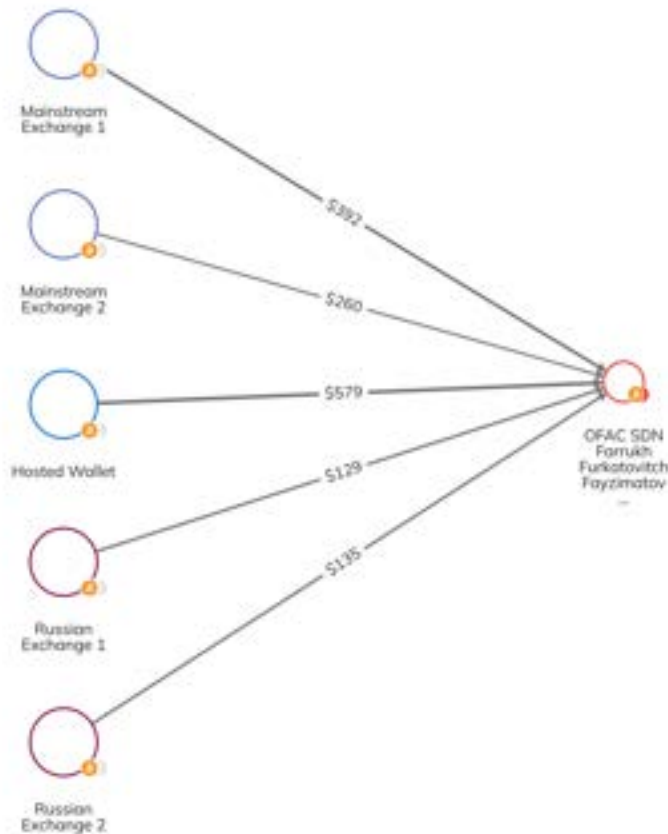 Mainstream
Exchange 1
$392
Mainstream
Exchange 2
$260
Hosted Wallet
$579
OFAC SDN
Farrukh
Furkatovitch
Fayzimatov
...
Russian
Exchange 1
$129
Russian
Exchange 2
$135